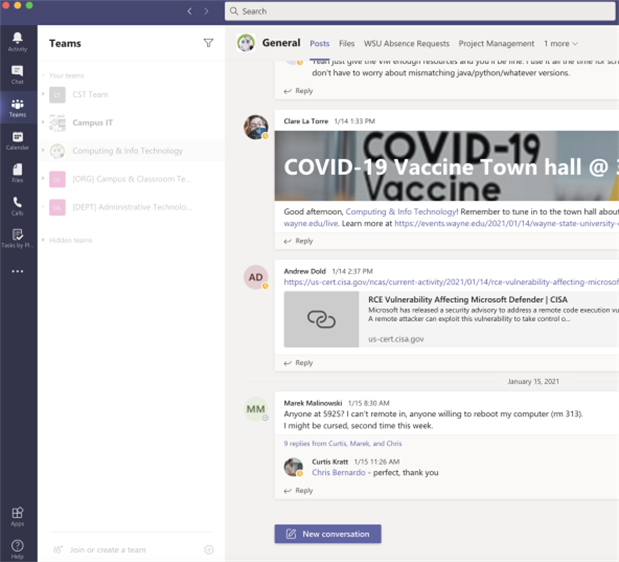 Search
Activity
Chat
Teams
Calendar
Files
Calls
Tasks by Pl...
Apps
Help
Teams
Your teams
CT
CST Team
Campus IT
Computing & Info Technology
[ORG] Campus & Classroom Te...
[DEPT] Administrative Technolo...
Hidden teams
Join or create a team
General Posts Files WSU Absence Requests Project Management 1 more
Yeah just give the VM enough resources and you'll be fine. I use it all the time for
don't have to worry about mismatching java/python/whatever versions.
Reply
Clare La Torre 1/14 1:33 PM
COVID-19
Vaccine
COVID-19 Vaccine Town hall @
Good afternoon, Computing & Info Technology! Remember to tune in to the town hall about
wayne.edu/live. Learn more at https://events.wayne.edu/2021/01/14/wayne-state-university-
Reply
AD
Andrew Dold 1/14 2:37 PM
https://us-cert.cisa.gov/ncas/current-activity/2021/01/14/rce-vulnerability-affecting-microsof
RCE Vulnerability Affecting Microsoft Defender | CISA
Microsoft has released a security advisory to address a remote code execution vu
A remote attacker can exploit this vulnerability to take control o...
us-cert.cisa.gov
Reply
January 15, 2021
MM
Marek Malinowski 1/15 8:30 AM
Anyone at 5925? I can't remote in, anyone willing to reboot my computer (rm 313).
I might be cursed, second time this week.
9 replies from Curtis, Marek, and Chris
Curtis Kratt 1/15 11:26 AM
Chris Bernardo - perfect, thank you
Reply
New conversation